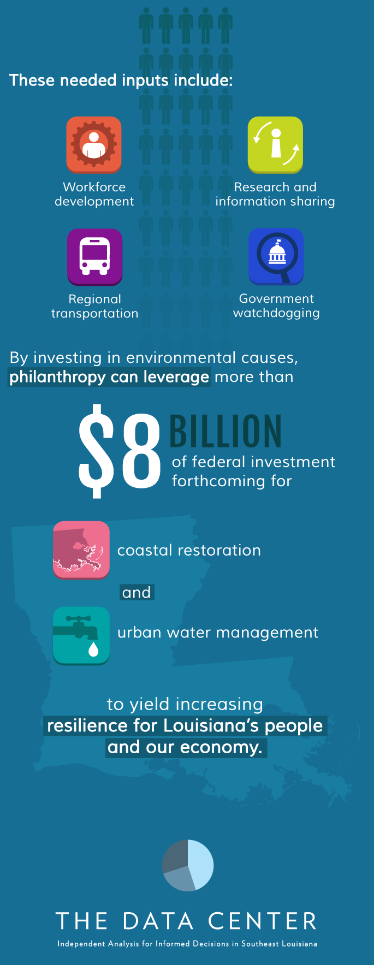 These needed inputs include:
Workforce
development
Research and
information sharing
Regional
transportation
Government
watchdogging
By investing in environmental causes,
philanthropy can leverage more than
$8 BILLION
of federal investment
forthcoming for
coastal restoration
and
urban water management
to yield increasing
resilience for Louisiana's people
and our economy.
THE DATA CENTER
Independent Analysis for Informed Decisions in Southeast Louisiana